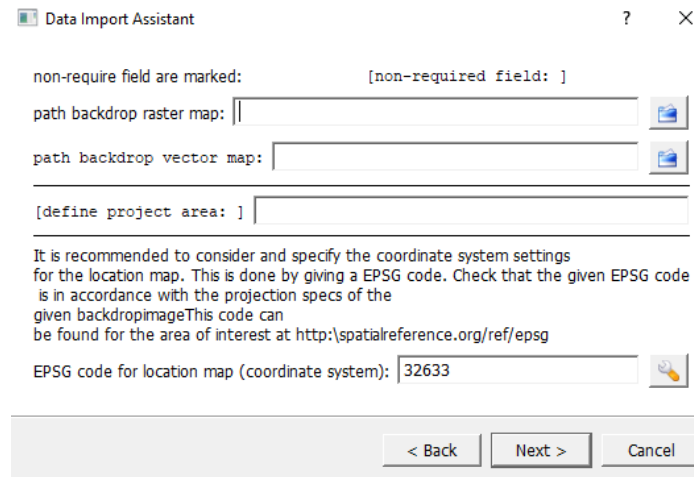 Data Import Assistant
non-require field are marked: [non-required field: ]
path backdrop raster map:
path backdrop vector map:
[define project area: ]
It is recommended to consider and specify the coordinate system settings
for the location map. This is done by giving a EPSG code. Check that the given EPSG code
is in accordance with the projection specs of the
given backdropimageThis code can
be found for the area of interest at http:\spatialreference.org/ref/epsg
EPSG code for location map (coordinate system): 32633
< Back Next > Cancel